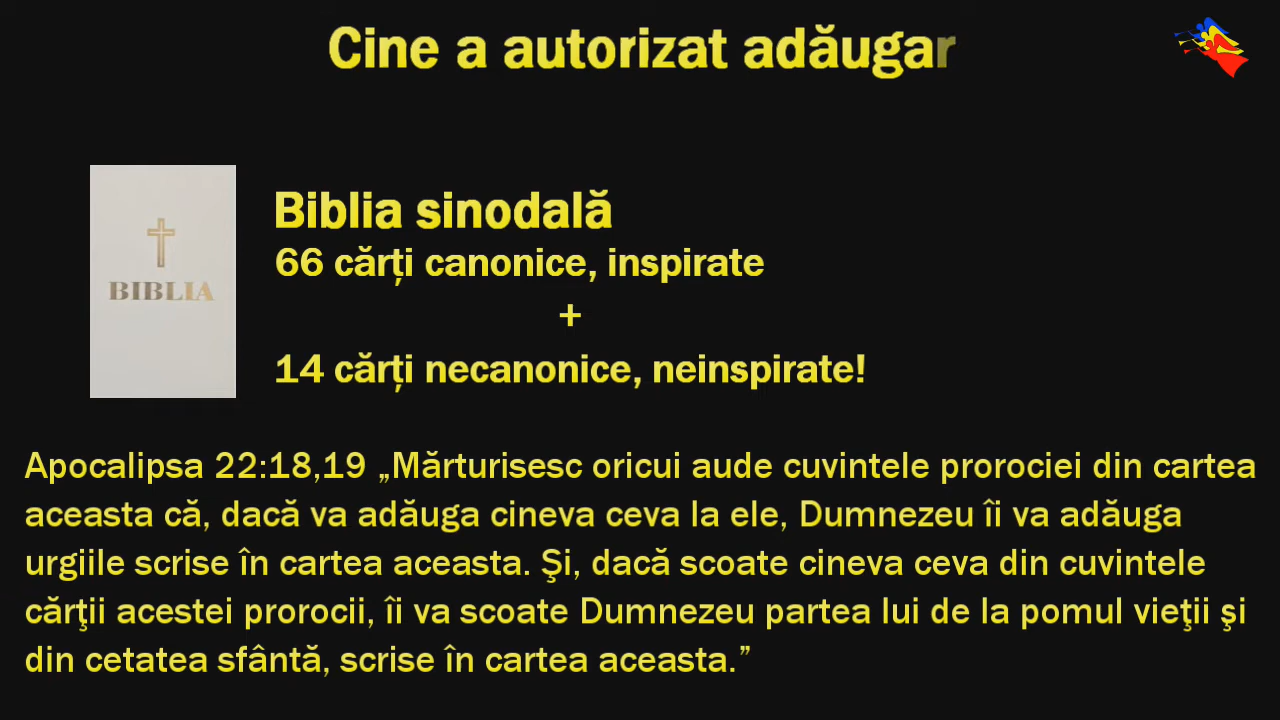 Cine a autorizat adăugar
BIBLIA
Biblia sinodală
66 cărți canonice, inspirate
+
14 cărți necanonice, neinspirate!
Apocalipsa 22:18,19 „Mărturisesc oricui aude cuvintele prorociei din cartea
aceasta că, dacă va adăuga cineva ceva la ele, Dumnezeu îi va adăuga
urgiile scrise în cartea aceasta. Şi, dacă scoate cineva ceva din cuvintele
cărţii acestei prorocii, îi va scoate Dumnezeu partea lui de la pomul vieţii şi
din cetatea sfântă, scrise în cartea aceasta.”